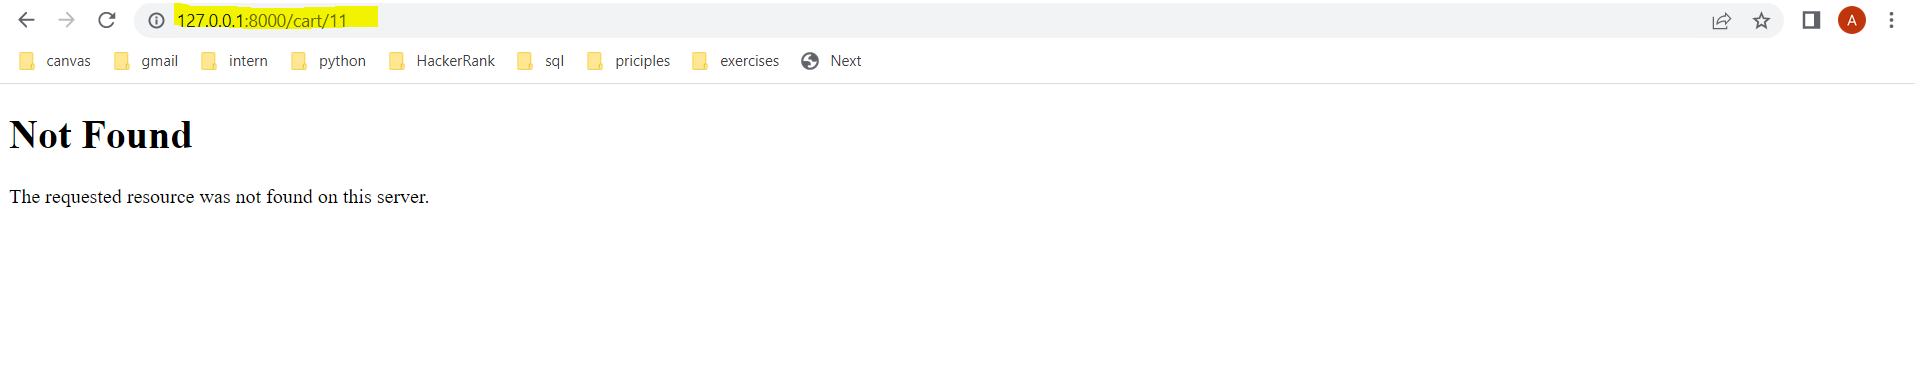 127.0.0.1:8000/cart/11
A
canvas gmail intern python HackerRank sql priciples exercises Next
Not Found
The requested resource was not found on this server.